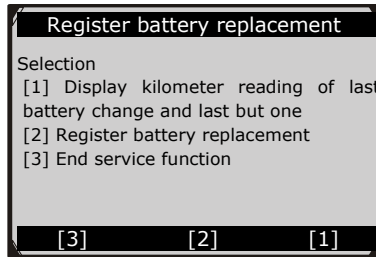 Register battery replacement
Selection
[1] Display kilometer reading of last
battery change and last but one
[2] Register battery replacement
[3] End service function
[3] [2] [1]